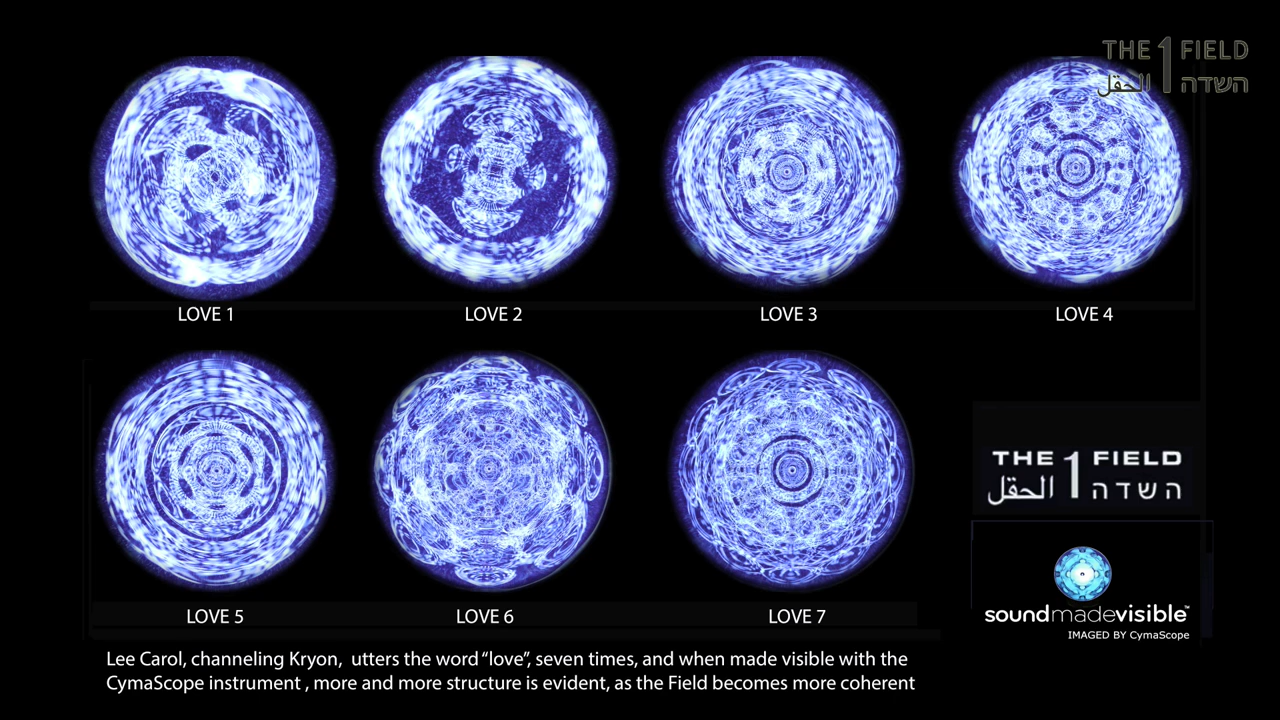 THE 1 FIELD
الحقل השדה
LOVE 1
LOVE 2
LOVE 3
LOVE 4
LOVE 5
LOVE 6
LOVE 7
THE 1 FIELD
الحقل השדה
soundmadevisible™
IMAGED BY CymaScope
Lee Carol, channeling Kryon, utters the word “love”, seven times, and when made visible with the
CymaScope instrument , more and more structure is evident, as the Field becomes more coherent